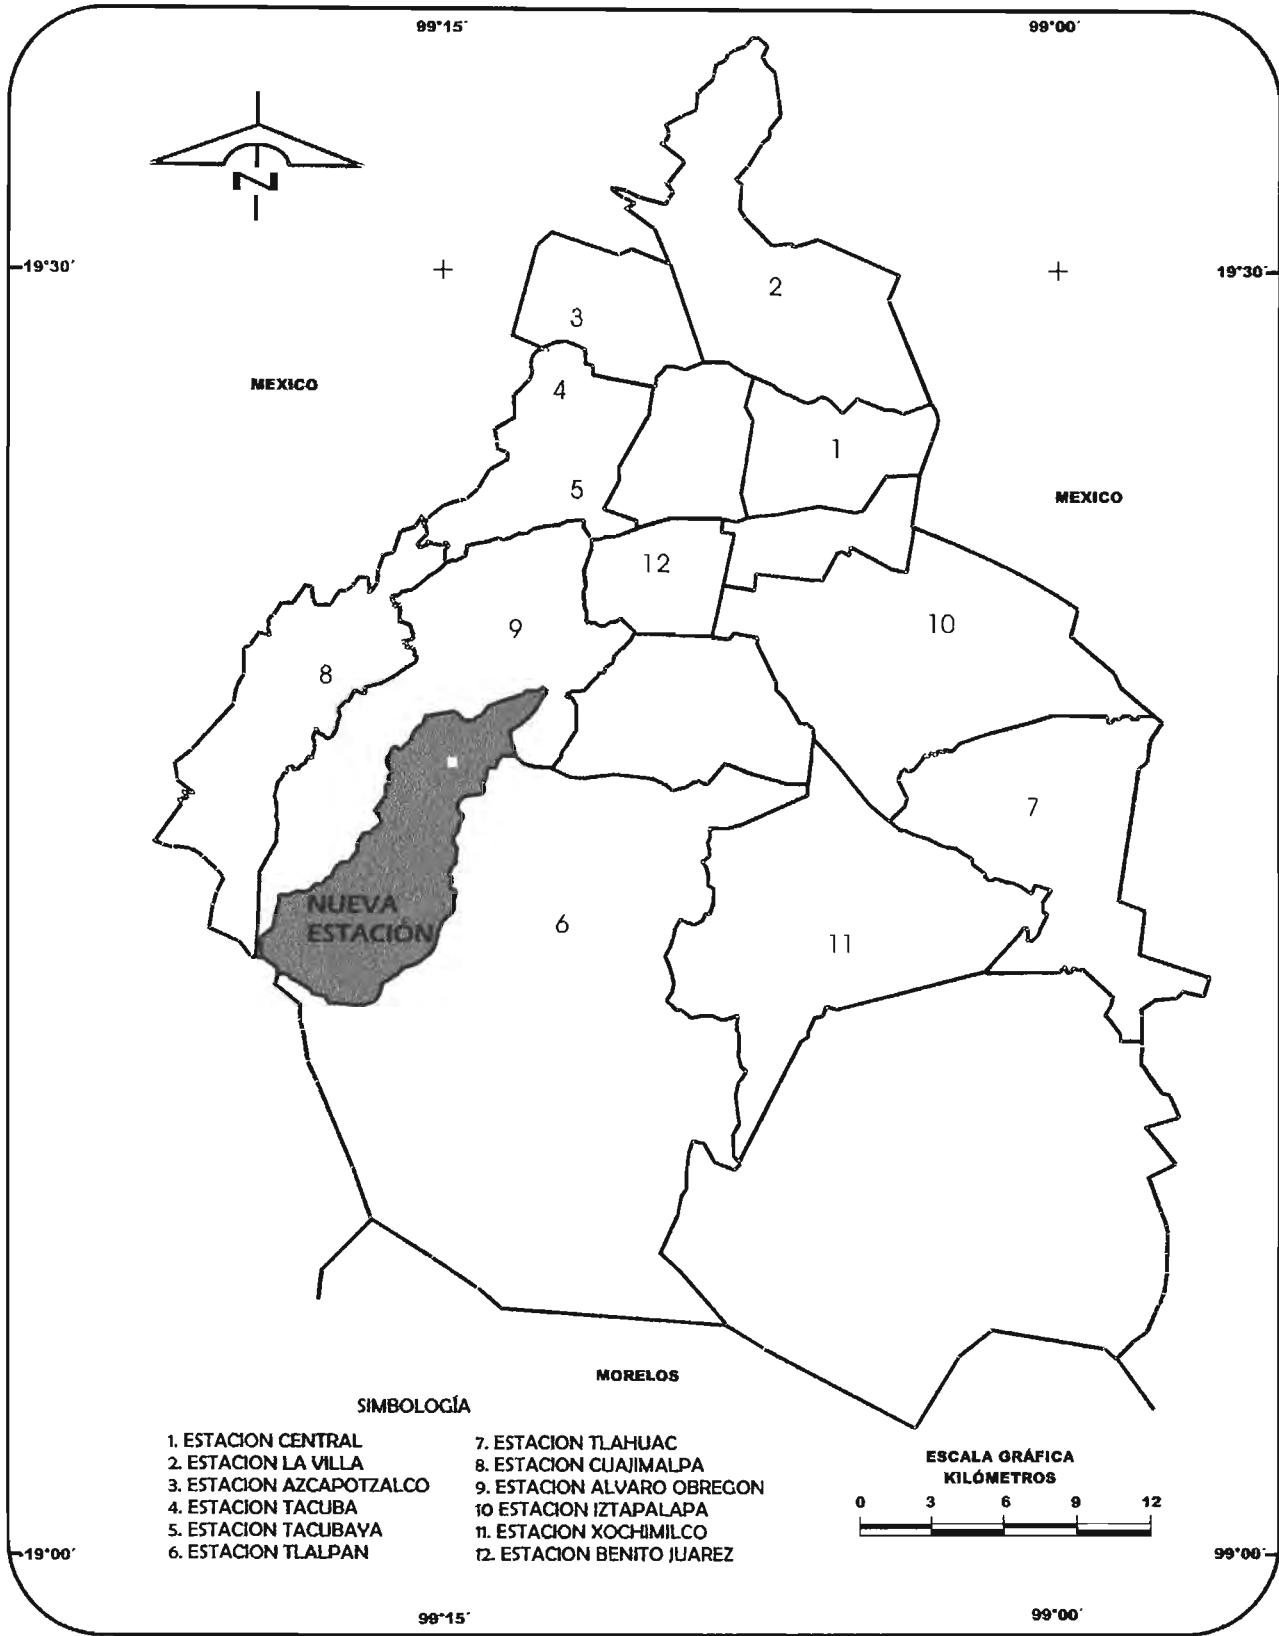 99°15´
99°00´
N
19°30´
19°30´
2
3
MEXICO
4
1
5
MEXICO
12
9
10
8
7
NUEVA
ESTACIÓN
6
11
MORELOS
SIMBOLOGÍA
1. ESTACION CENTRAL
2. ESTACION LA VILLA
3. ESTACION AZCAPOTZALCO
4. ESTACION TACUBA
5. ESTACION TACUBAYA
6. ESTACION TLALPAN
7. ESTACION TLAHUAC
8. ESTACION CUAJIMALPA
9. ESTACION ALVARO OBREGON
10 ESTACION IZTAPALAPA
11. ESTACION XOCHIMILCO
12. ESTACION BENITO JUAREZ
ESCALA GRÁFICA
KILÓMETROS
0 3 6 9 12
19°00´
99°00´
99°15´
99°00´